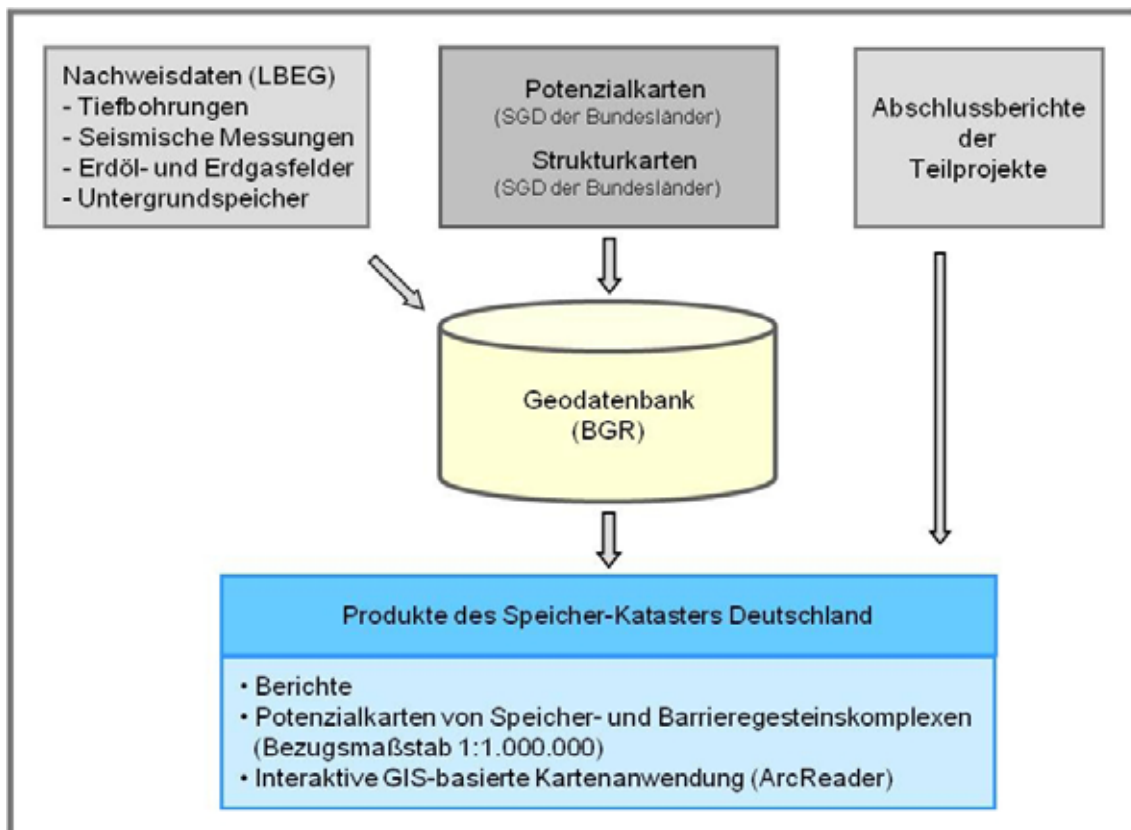 Nachweisdaten (LBEG)
- Tiefbohrungen
- Seismische Messungen
- Erdöl- und Erdgasfelder
- Untergrundspeicher
Potenzialkarten
(SGD der Bundesländer)
Strukturkarten
(SGD der Bundesländer)
Abschlussberichte
der
Teilprojekte
Geodatenbank
(BGR)
Produkte des Speicher-Katasters Deutschland
• Berichte
• Potenzialkarten von Speicher- und Barrieregesteinskomplexen
(Bezugsmaßstab 1:1.000.000)
• Interaktive GIS-basierte Kartenanwendung (ArcReader)